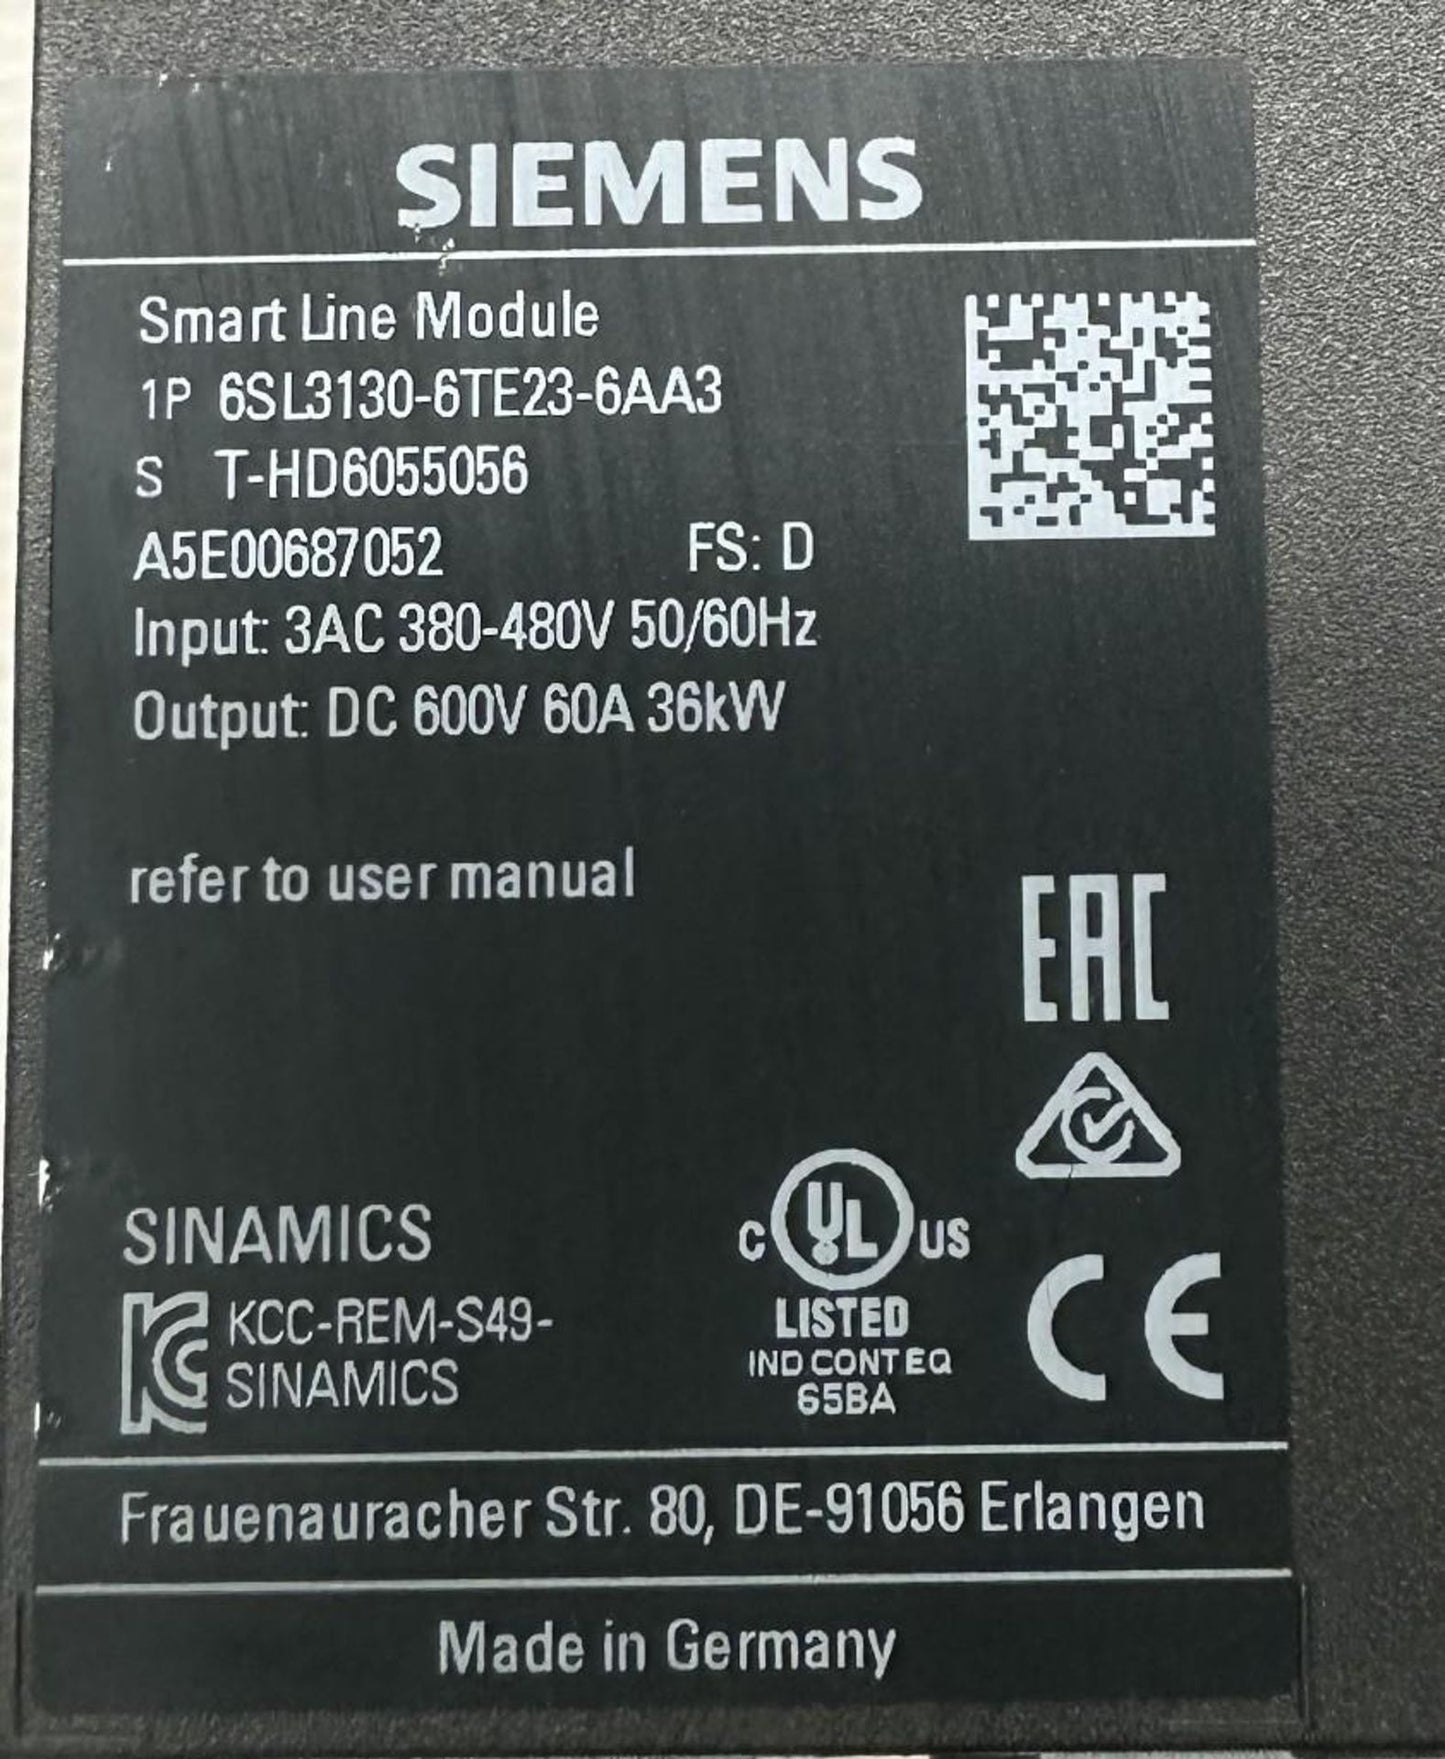 SIEMENS
Smart Line Module
1P 6SL3130-6TE23-6AA3
S T-HD6055056
A5E00687052 FS: D
Input: 3AC 380-480V 50/60Hz
Output: DC 600V 60A 36kW
refer to user manual
EAC
SINAMICS
KCC-REM-S49-
SINAMICS
C UL US
LISTED
IND CONT EQ
65BA
CE
Frauenauracher Str. 80, DE-91056 Erlangen
Made in Germany